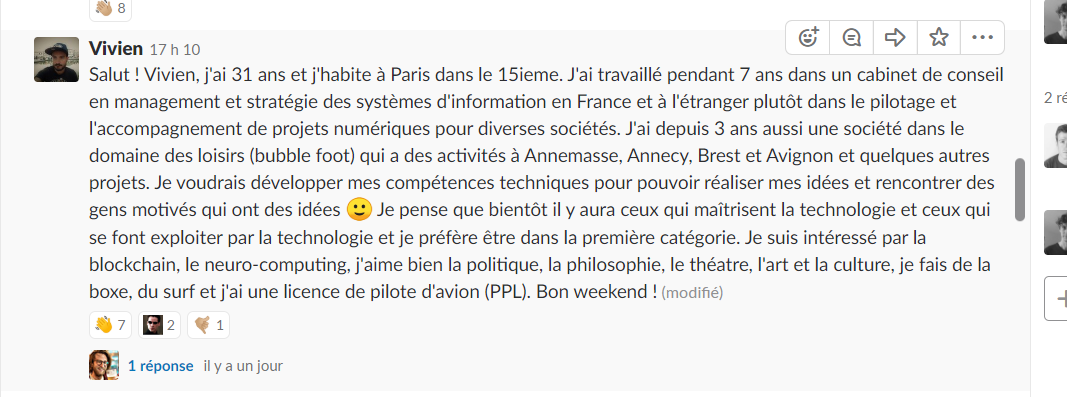 8
Vivien 17 h 10
Salut ! Vivien, j'ai 31 ans et j'habite à Paris dans le 15ieme. J'ai travaillé pendant 7 ans dans un cabinet de conseil
en management et stratégie des systèmes d'information en France et à l'étranger plutôt dans le pilotage et
l'accompagnement de projets numériques pour diverses sociétés. J'ai depuis 3 ans aussi une société dans le
domaine des loisirs (bubble foot) qui a des activités à Annemasse, Annecy, Brest et Avignon et quelques autres
projets. Je voudrais développer mes compétences techniques pour pouvoir réaliser mes idées et rencontrer des
gens motivés qui ont des idées 🙂 Je pense que bientôt il y aura ceux qui maîtrisent la technologie et ceux qui
se font exploiter par la technologie et je préfère être dans la première catégorie. Je suis intéressé par la
blockchain, le neuro-computing, j'aime bien la politique, la philosophie, le théatre, l'art et la culture, je fais de la
boxe, du surf et j'ai une licence de pilote d'avion (PPL). Bon weekend ! (modifié)
7 2 1
1 réponse il y a un jour